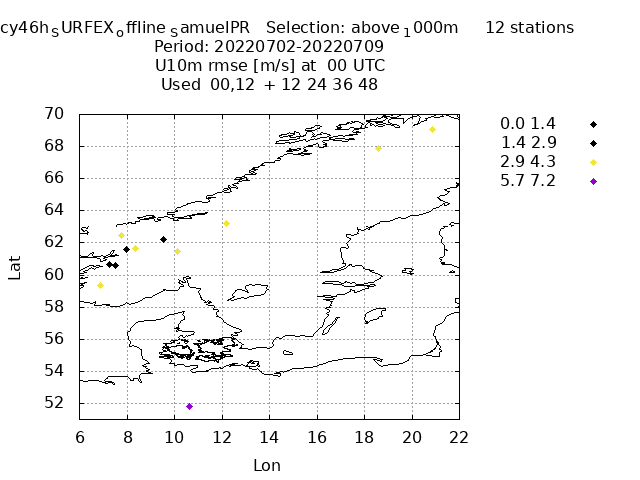 cy46h_SURFEX_offline_SamuelPR   Selection: above_1000m   12 stations
Period: 20220702-20220709
U10m rmse [m/s] at 00 UTC
Used 00,12 + 12 24 36 48
70
68
66
64
62
60
58
56
54
52
6 8 10 12 14 16 18 20 22
Lat
Lon
0.0 1.4
1.4 2.9
2.9 4.3
5.7 7.2